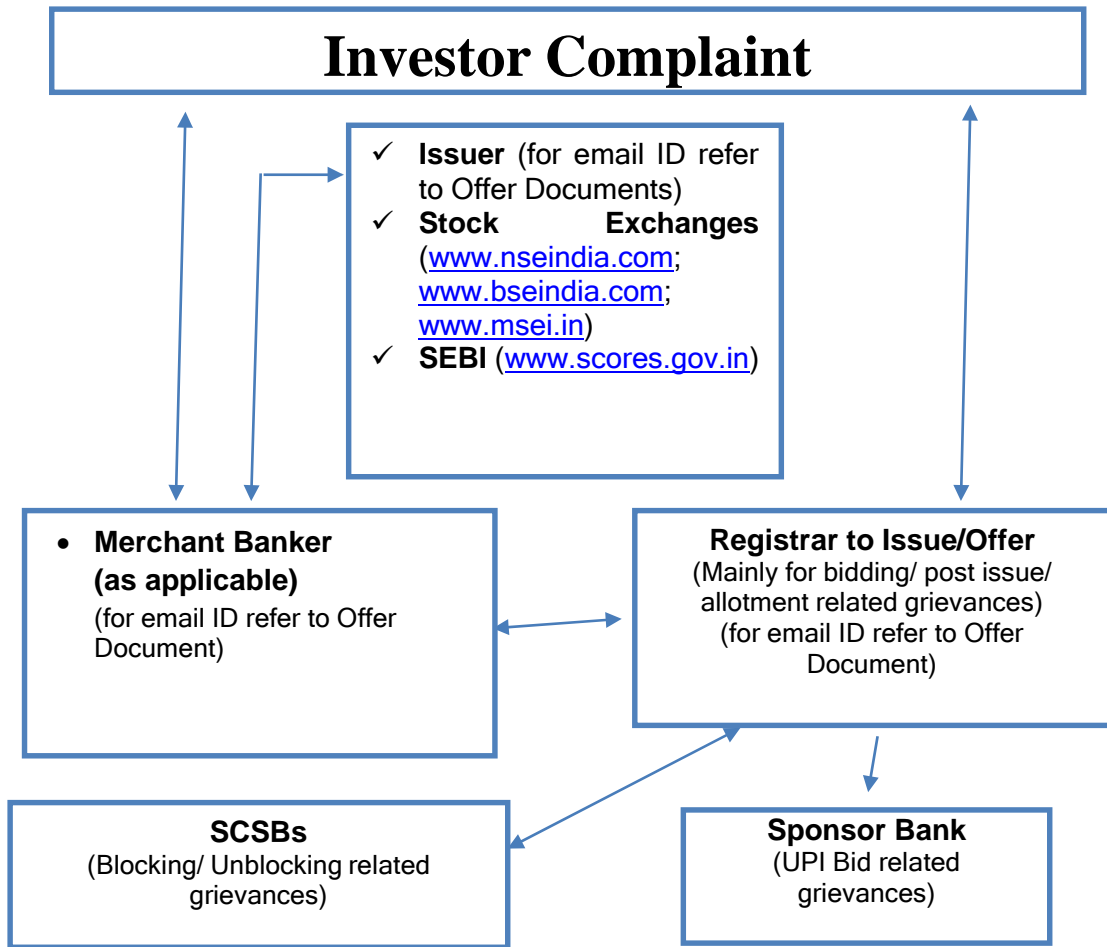 Investor Complaint
✓ Issuer (for email ID refer
to Offer Documents)
✓ Stock Exchanges
(www.nseindia.com;
www.bseindia.com;
www.msei.in)
✓ SEBI (www.scores.gov.in)
• Merchant Banker
(as applicable)
(for email ID refer to Offer
Document)
Registrar to Issue/Offer
(Mainly for bidding/ post issue/
allotment related grievances)
(for email ID refer to Offer
Document)
SCSBs
(Blocking/ Unblocking related
grievances)
Sponsor Bank
(UPI Bid related
grievances)